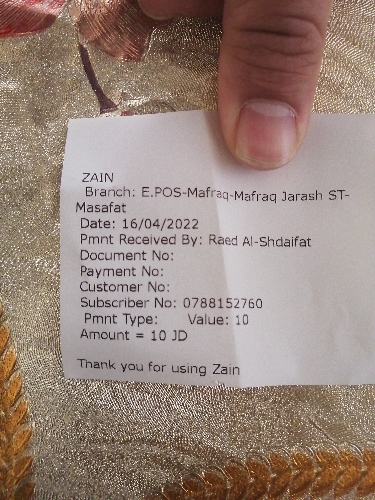 ZAIN
Branch: E.POS-Mafraq-Mafraq Jarash ST-
Masafat
Date: 16/04/2022
Pmnt Received By: Raed Al-Shdaifat
Document No:
Payment No:
Customer No:
Subscriber No: 0788152760
Pmnt Type: Value: 10
Amount = 10 JD
Thank you for using Zain